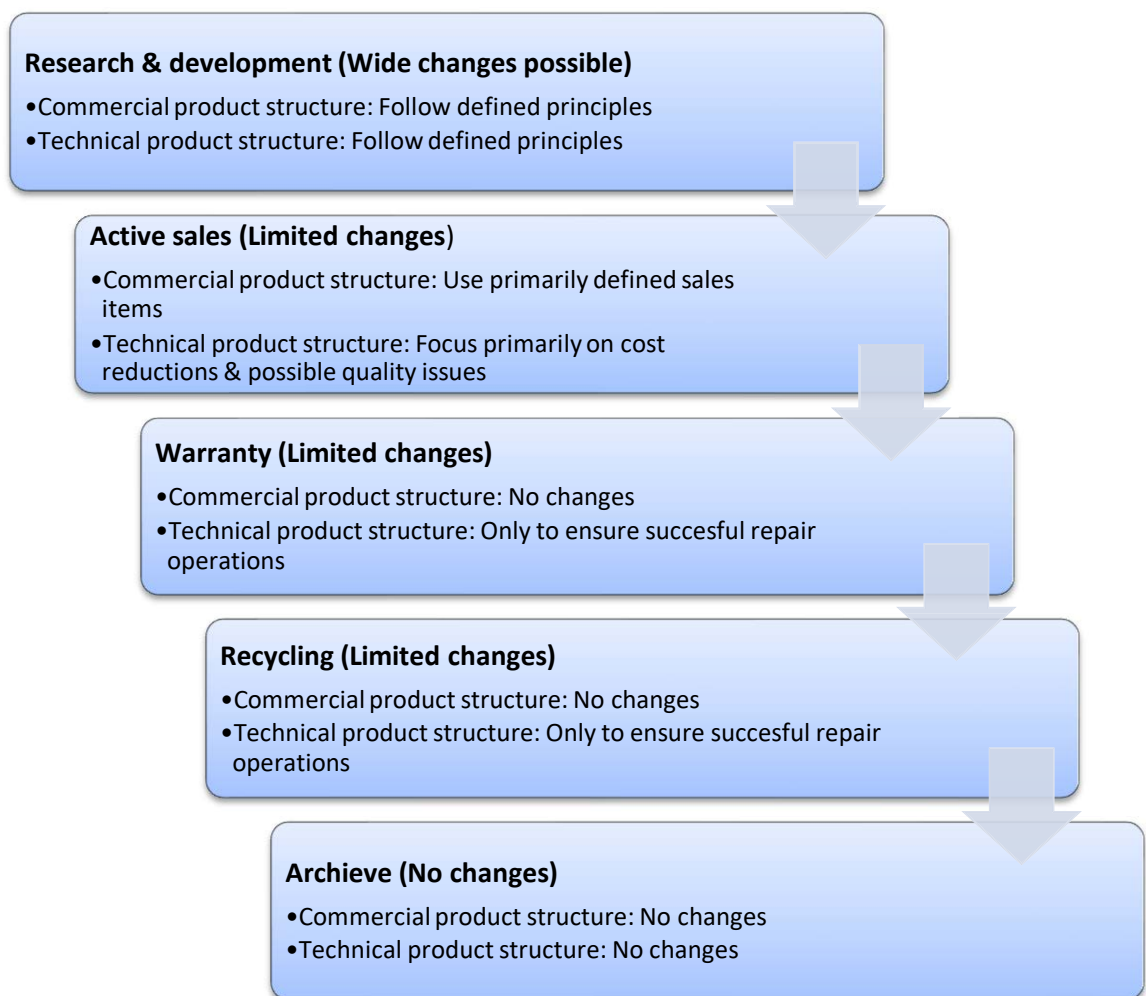 Research & development (Wide changes possible)
•Commercial product structure: Follow defined principles
•Technical product structure: Follow defined principles
Active sales (Limited changes)
•Commercial product structure: Use primarily defined sales
items
•Technical product structure: Focus primarily on cost
reductions & possible quality issues
Warranty (Limited changes)
•Commercial product structure: No changes
•Technical product structure: Only to ensure succesful repair
operations
Recycling (Limited changes)
•Commercial product structure: No changes
•Technical product structure: Only to ensure succesful repair
operations
Archieve (No changes)
•Commercial product structure: No changes
•Technical product structure: No changes